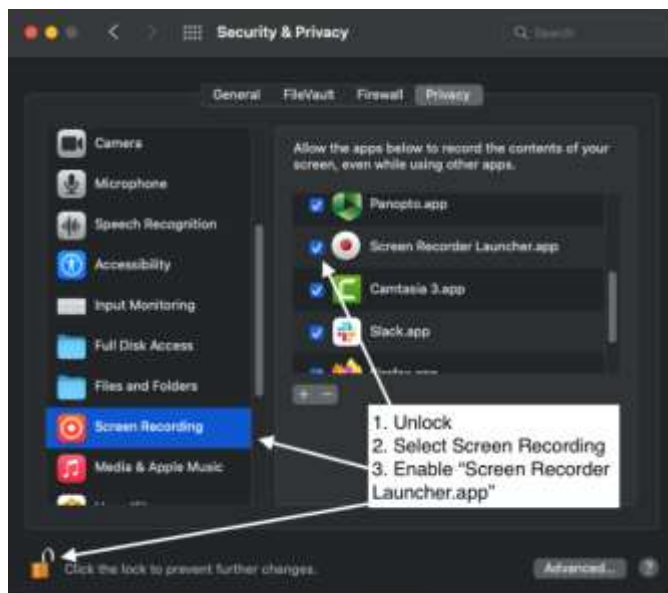 Security & Privacy
Search
General FileVault Firewall Privacy
Camera
Microphone
Speech Recognition
Accessibility
Input Monitoring
Full Disk Access
Files and Folders
Screen Recording
Media & Apple Music
Allow the apps below to record the contents of your
screen, even while using other apps.
Panopto.app
Screen Recorder Launcher.app
Camtasia 3.app
Slack.app
+ −
1. Unlock
2. Select Screen Recording
3. Enable “Screen Recorder
Launcher.app”
Click the lock to prevent further changes.
Advanced...
?